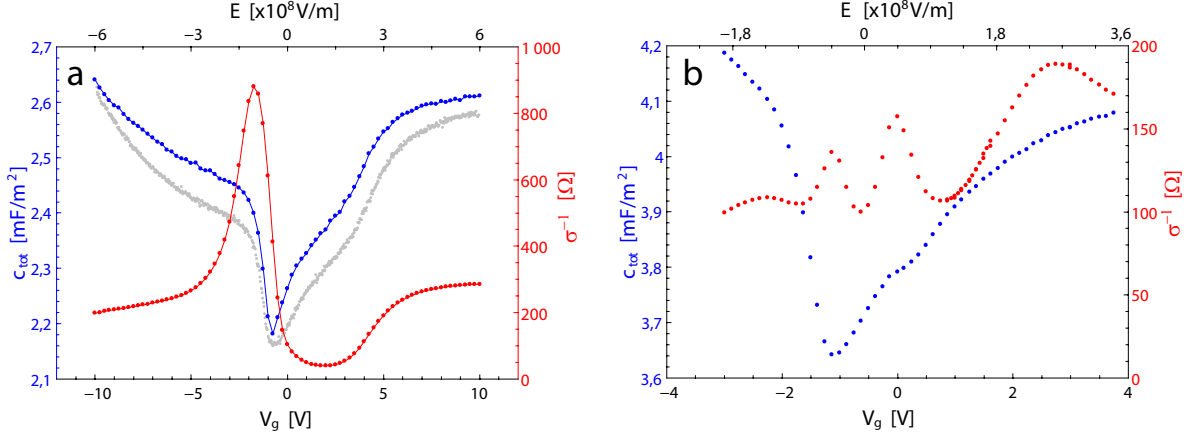 E [x10⁸V/m]
−6 −3 0 3 6
a
2,7
2,6
2,5
2,4
2,3
2,2
2,1
c_tot [mF/m²]
1 000
800
600
400
200
0
σ⁻¹ [Ω]
−10 −5 0 5 10
V_g [V]
E [x10⁸V/m]
−1,8 0 1,8 3,6
b
4,2
4,1
4
3,9
3,8
3,7
3,6
c_tot [mF/m²]
200
150
100
50
0
σ⁻¹ [Ω]
−4 −2 0 2 4
V_g [V]